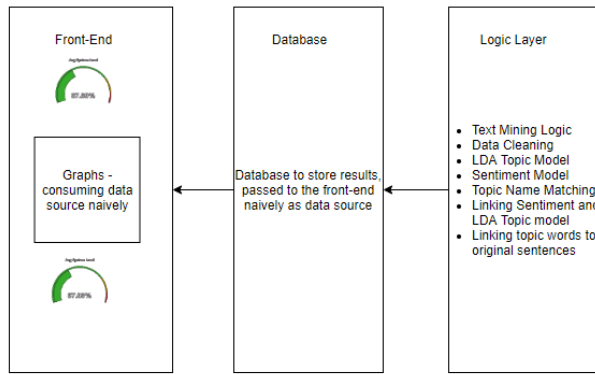 Front-End
Database
Logic Layer
57.20%
Graphs -
consuming data
source naively
Database to store results,
passed to the front-end
naively as data source
Text Mining Logic
Data Cleaning
LDA Topic Model
Sentiment Model
Topic Name Matching
Linking Sentiment and
LDA Topic model
Linking topic words to
original sentences